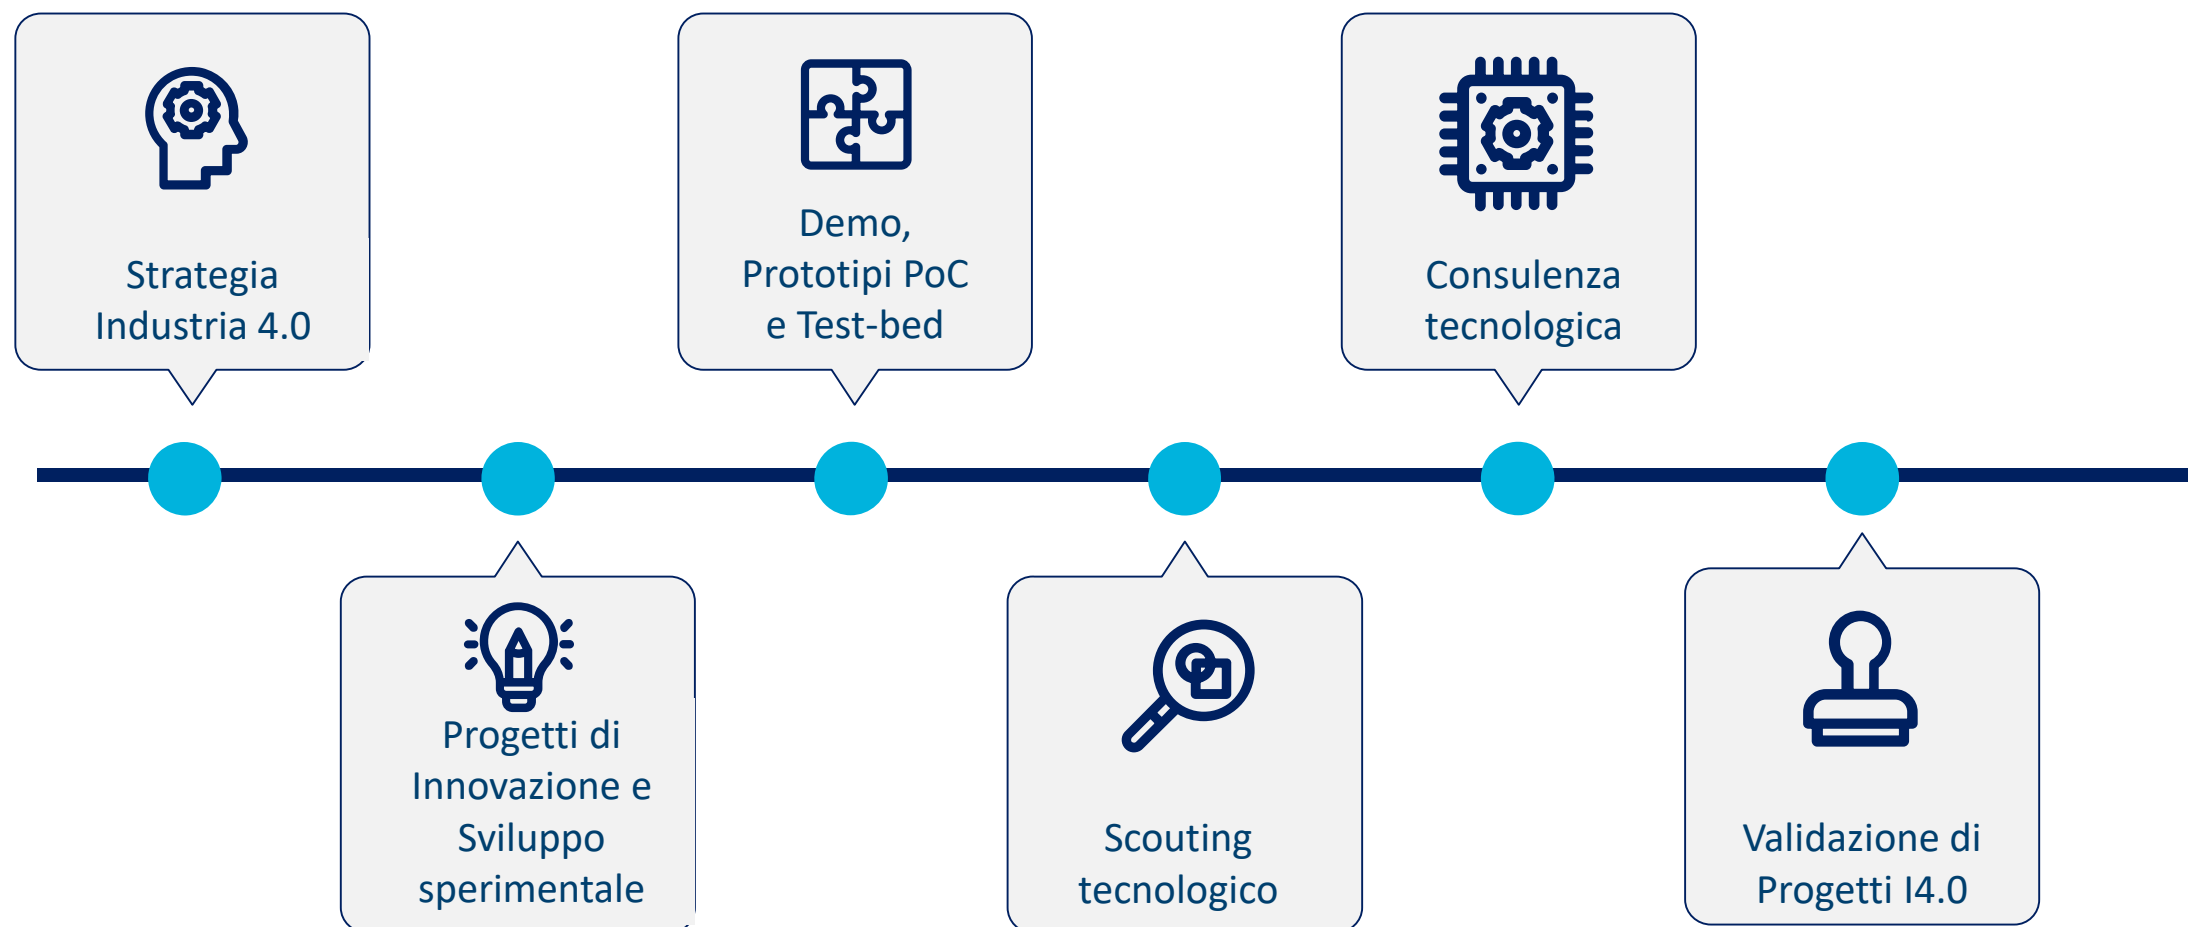 Strategia
Industria 4.0
Progetti di
Innovazione e
Sviluppo
sperimentale
Demo,
Prototipi PoC
e Test-bed
Scouting
tecnologico
Consulenza
tecnologica
Validazione di
Progetti I4.0